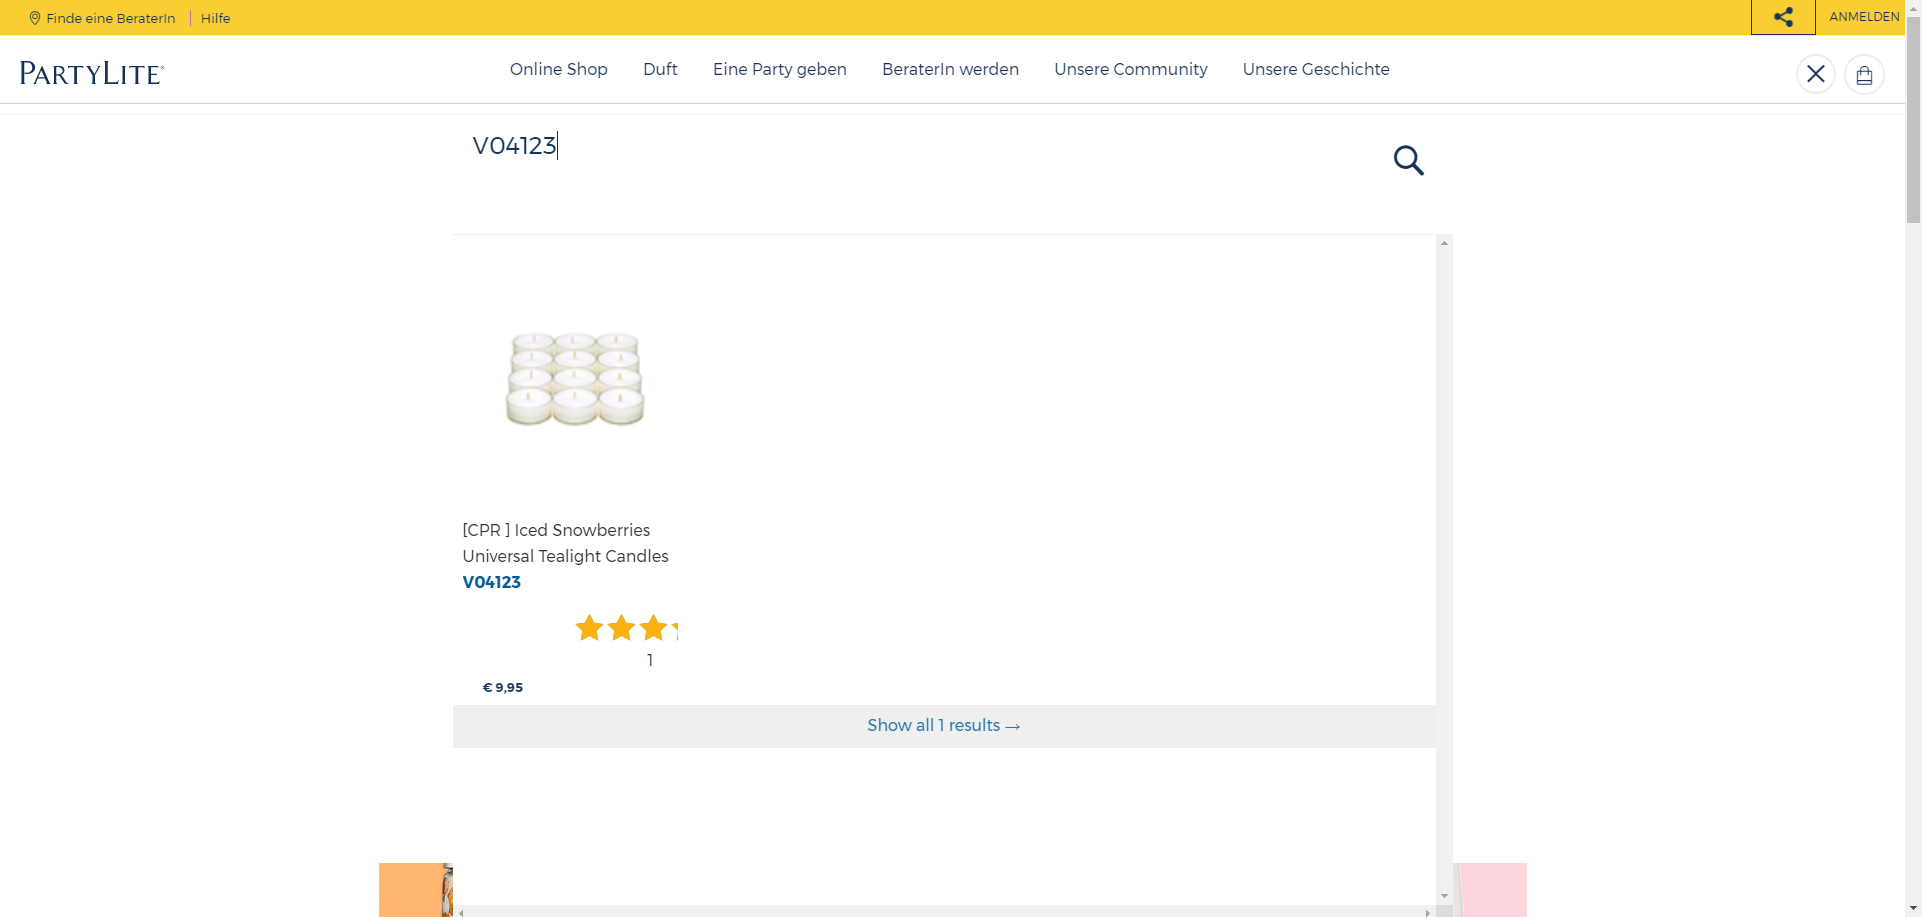 Finde eine BeraterIn
Hilfe
ANMELDEN
PARTYLITE®
Online Shop
Duft
Eine Party geben
BeraterIn werden
Unsere Community
Unsere Geschichte
V04123
[CPR ] Iced Snowberries
Universal Tealight Candles
V04123
1
€ 9,95
Show all 1 results →